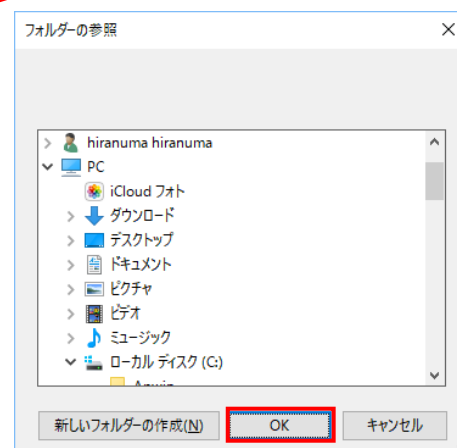 フォルダーの参照
hiranuma hiranuma
PC
iCloud フォト
ダウンロード
デスクトップ
ドキュメント
ピクチャ
ビデオ
ミュージック
ローカル ディスク (C:)
新しいフォルダーの作成(N) OK キャンセル